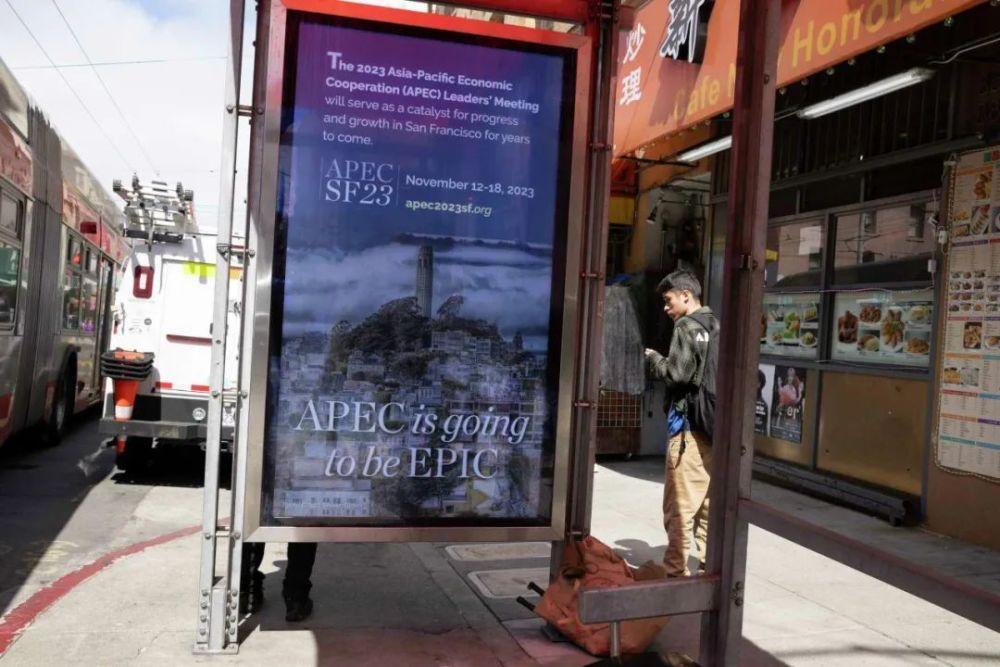 The 2023 Asia-Pacific Economic
Cooperation (APEC) Leaders' Meeting
will serve as a catalyst for progress
and growth in San Francisco for years
to come.
APEC
SF23
November 12-18, 2023
apec2023sf.org
APEC is going
to be EPIC
炒
理
新
Cafe
Honolu